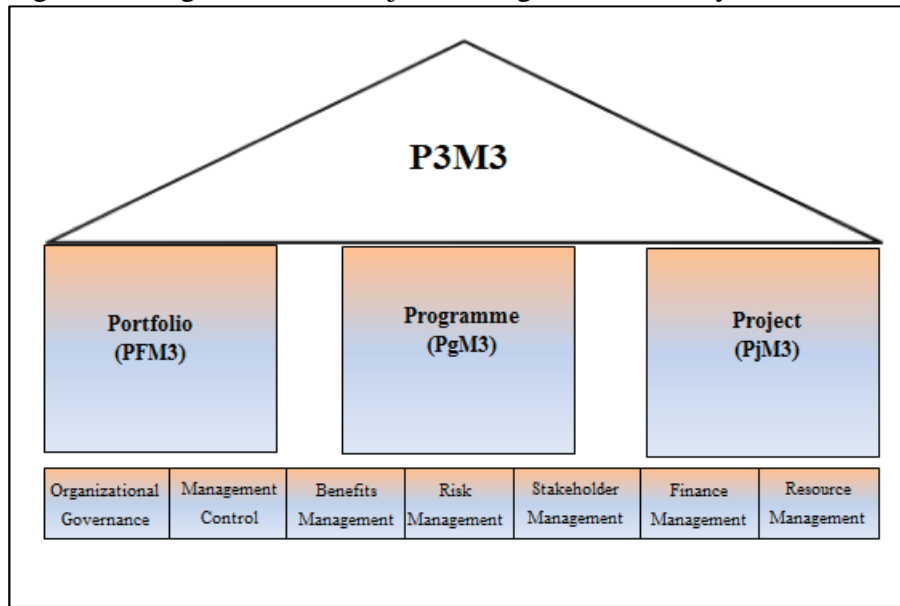 P3M3
Portfolio
(PFM3)
Programme
(PgM3)
Project
(PjM3)
Organizational
Governance
Management
Control
Benefits
Management
Risk
Management
Stakeholder
Management
Finance
Management
Resource
Management